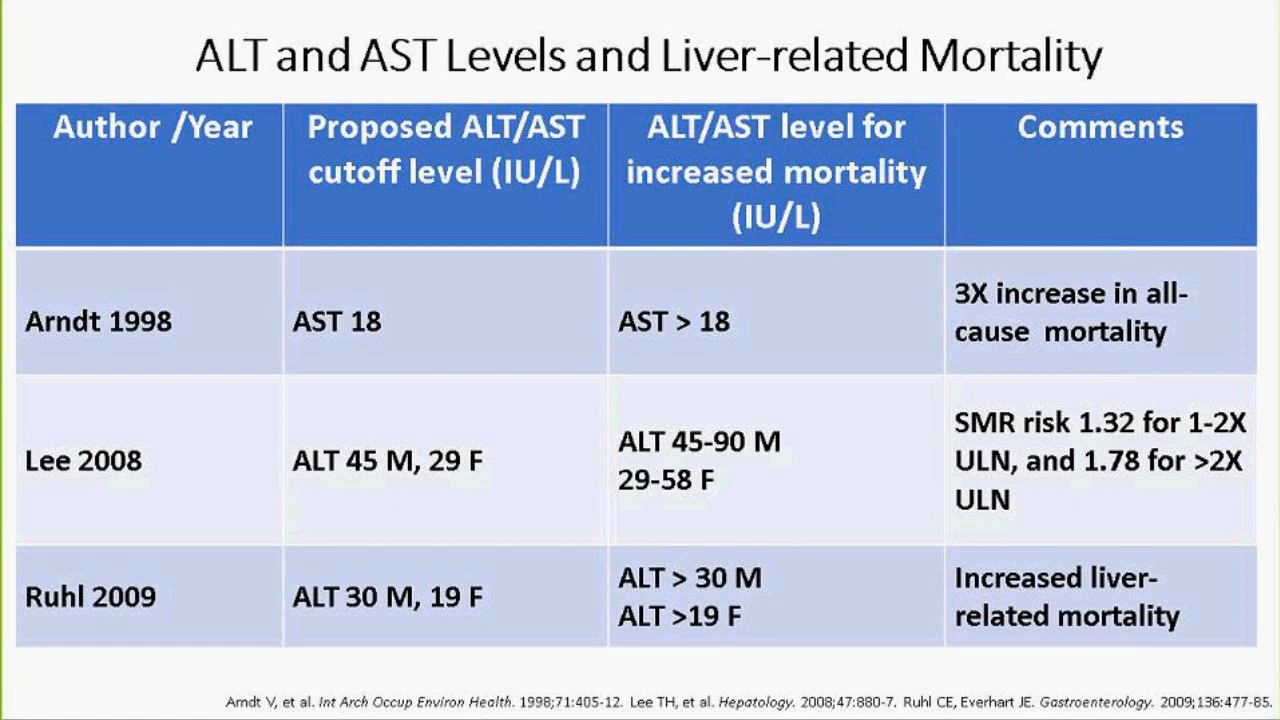 ALT and AST Levels and Liver-related Mortality
Author /Year
Proposed ALT/AST
cutoff level (IU/L)
ALT/AST level for
increased mortality
(IU/L)
Comments
Arndt 1998
AST 18
AST > 18
3X increase in all-
cause mortality
Lee 2008
ALT 45 M, 29 F
ALT 45-90 M
29-58 F
SMR risk 1.32 for 1-2X
ULN, and 1.78 for >2X
ULN
Ruhl 2009
ALT 30 M, 19 F
ALT > 30 M
ALT >19 F
Increased liver-
related mortality
Arndt V, et al. Int Arch Occup Environ Health. 1998;71:405-12. Lee TH, et al. Hepatology. 2008;47:880-7. Ruhl CE, Everhart JE. Gastroenterology. 2009;136:477-85.